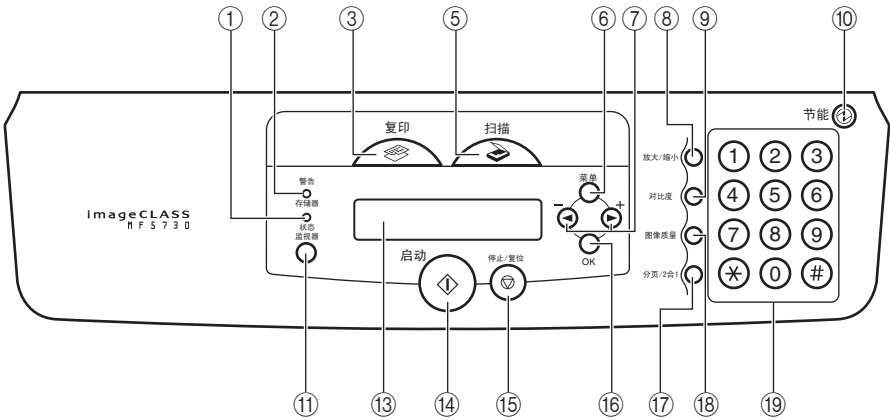 ① ② ③ ⑤ ⑥ ⑦ ⑧ ⑨ ⑩
节能
复印 扫描
放大/缩小
菜单
警告
存储器
- +
对比度
imageCLASS
MF5730
状态
监视器
图像质量
启动 停止/复位
OK
分页/2合1
1 2 3
4 5 6
7 8 9
* 0 #
⑪ ⑬ ⑭ ⑮ ⑯ ⑰ ⑱ ⑲